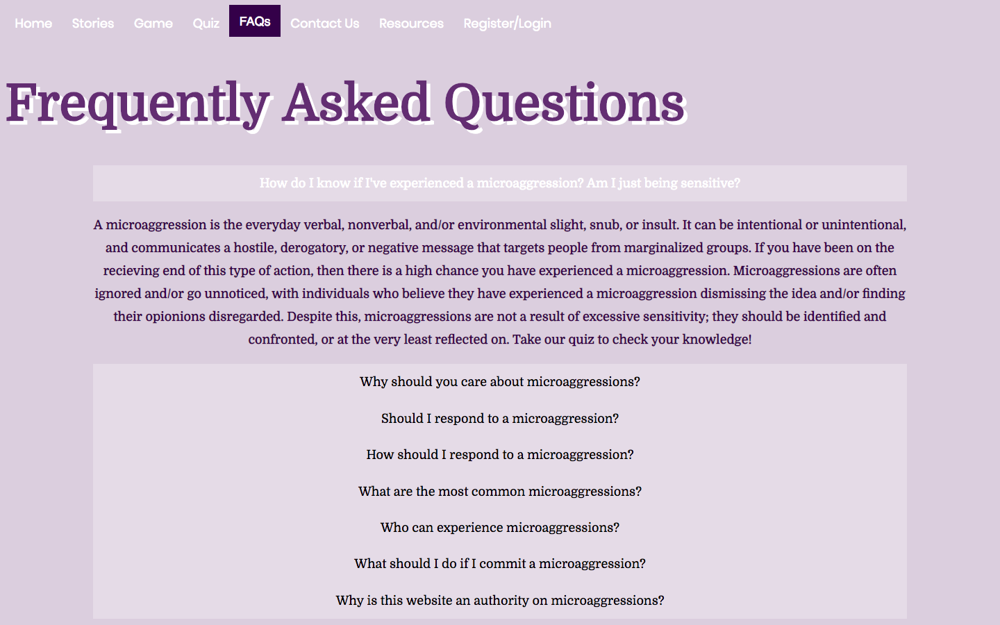 Home Stories Game Quiz FAQs Contact Us Resources Register/Login
Frequently Asked Questions
How do I know if I've experienced a microaggression? Am I just being sensitive?
A microaggression is the everyday verbal, nonverbal, and/or environmental slight, snub, or insult. It can be intentional or unintentional,
and communicates a hostile, derogatory, or negative message that targets people from marginalized groups. If you have been on the
recieving end of this type of action, then there is a high chance you have experienced a microaggression. Microaggressions are often
ignored and/or go unnoticed, with individuals who believe they have experienced a microaggression dismissing the idea and/or finding
their opionions disregarded. Despite this, microaggressions are not a result of excessive sensitivity; they should be identified and
confronted, or at the very least reflected on. Take our quiz to check your knowledge!
Why should you care about microaggressions?
Should I respond to a microaggression?
How should I respond to a microaggression?
What are the most common microaggressions?
Who can experience microaggressions?
What should I do if I commit a microaggression?
Why is this website an authority on microaggressions?